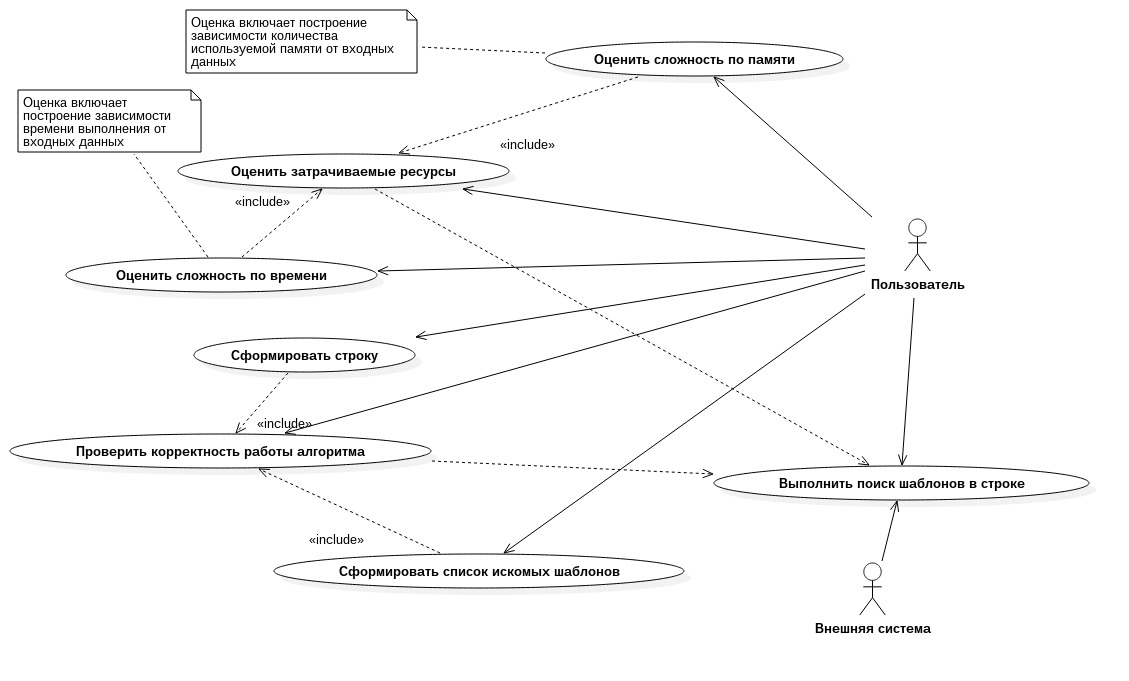 Оценка включает построение
зависимости количества
используемой памяти от входных
данных
Оценить сложность по памяти
Оценка включает
построение зависимости
времени выполнения от
входных данных
«include»
Оценить затрачиваемые ресурсы
«include»
Оценить сложность по времени
Пользователь
Сформировать строку
«include»
Проверить корректность работы алгоритма
Выполнить поиск шаблонов в строке
«include»
Сформировать список искомых шаблонов
Внешняя система